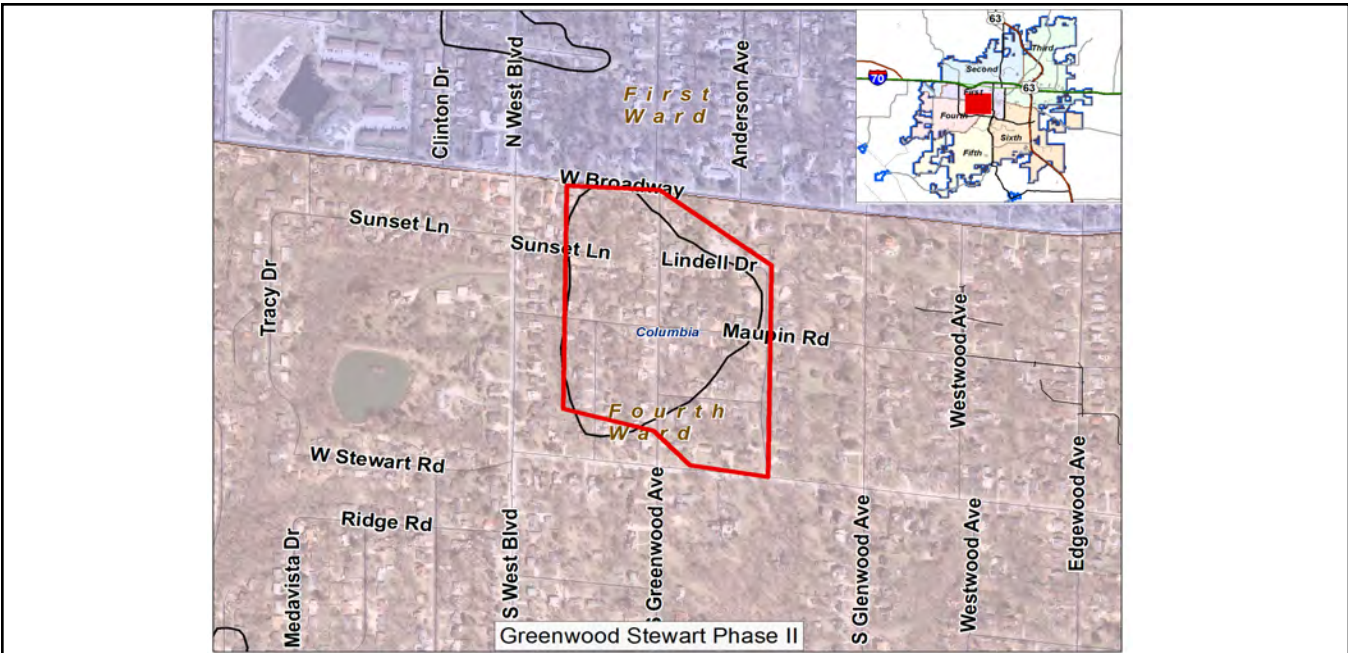 Clinton Dr
N West Blvd
First
Ward
Anderson Ave
63
Third
Second
70
63
Fourth
Sixth
Fifth
W Broadway
Sunset Ln
Sunset Ln
Lindell Dr
Tracy Dr
Columbia
Maupin Rd
Westwood Ave
Fourth
Ward
W Stewart Rd
Ridge Rd
Medavista Dr
S West Blvd
S Greenwood Ave
S Glenwood Ave
Westwood Ave
Edgewood Ave
Greenwood Stewart Phase II